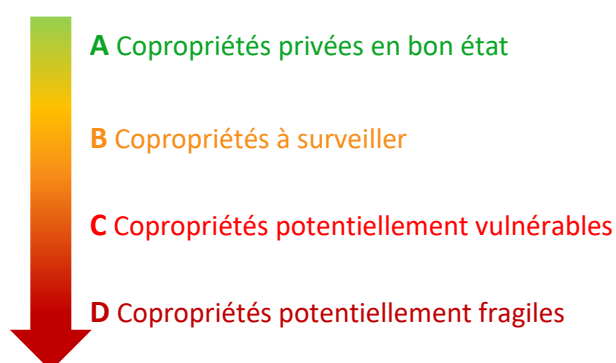 A Copropriétés privées en bon état
B Copropriétés à surveiller
C Copropriétés potentiellement vulnérables
D Copropriétés potentiellement fragiles